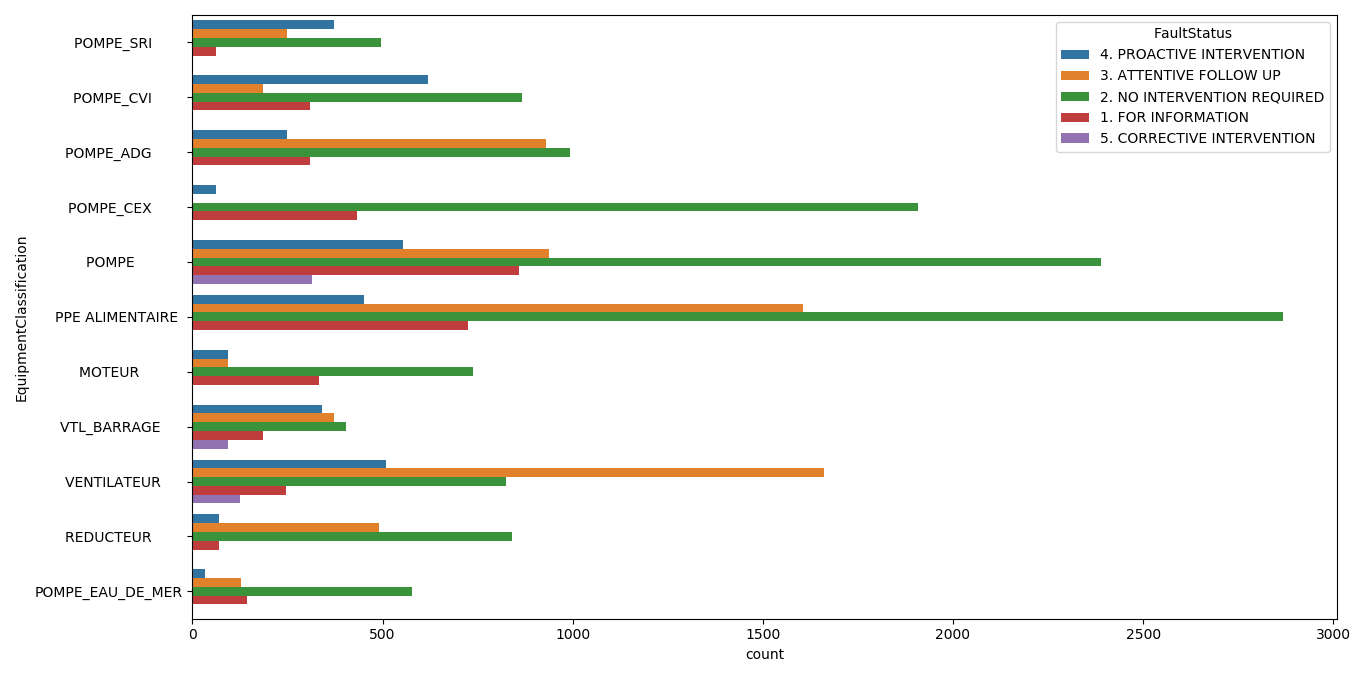 FaultStatus
4. PROACTIVE INTERVENTION
3. ATTENTIVE FOLLOW UP
2. NO INTERVENTION REQUIRED
1. FOR INFORMATION
5. CORRECTIVE INTERVENTION
EquipmentClassification
POMPE_SRI
POMPE_CVI
POMPE_ADG
POMPE_CEX
POMPE
PPE ALIMENTAIRE
MOTEUR
VTL_BARRAGE
VENTILATEUR
REDUCTEUR
POMPE_EAU_DE_MER
0 500 1000 1500 2000 2500 3000
count